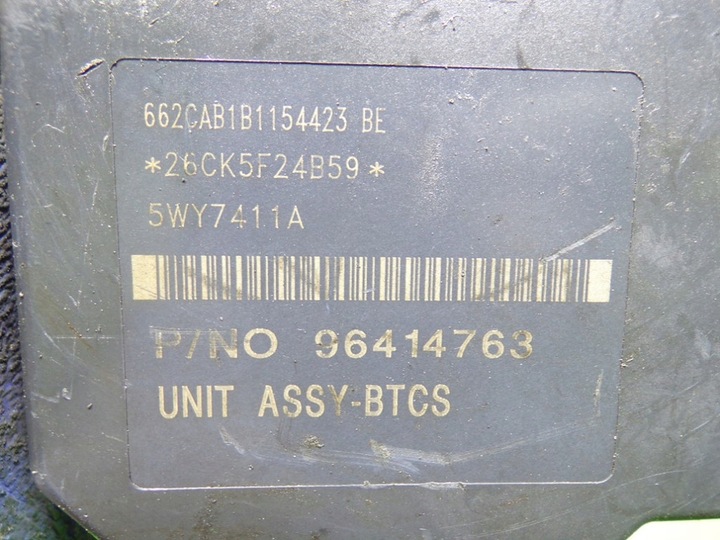 662CAB1B1154423 BE
*26CK5F24B59*
5WY7411A
P/NO 96414763
UNIT ASSY-BTCS